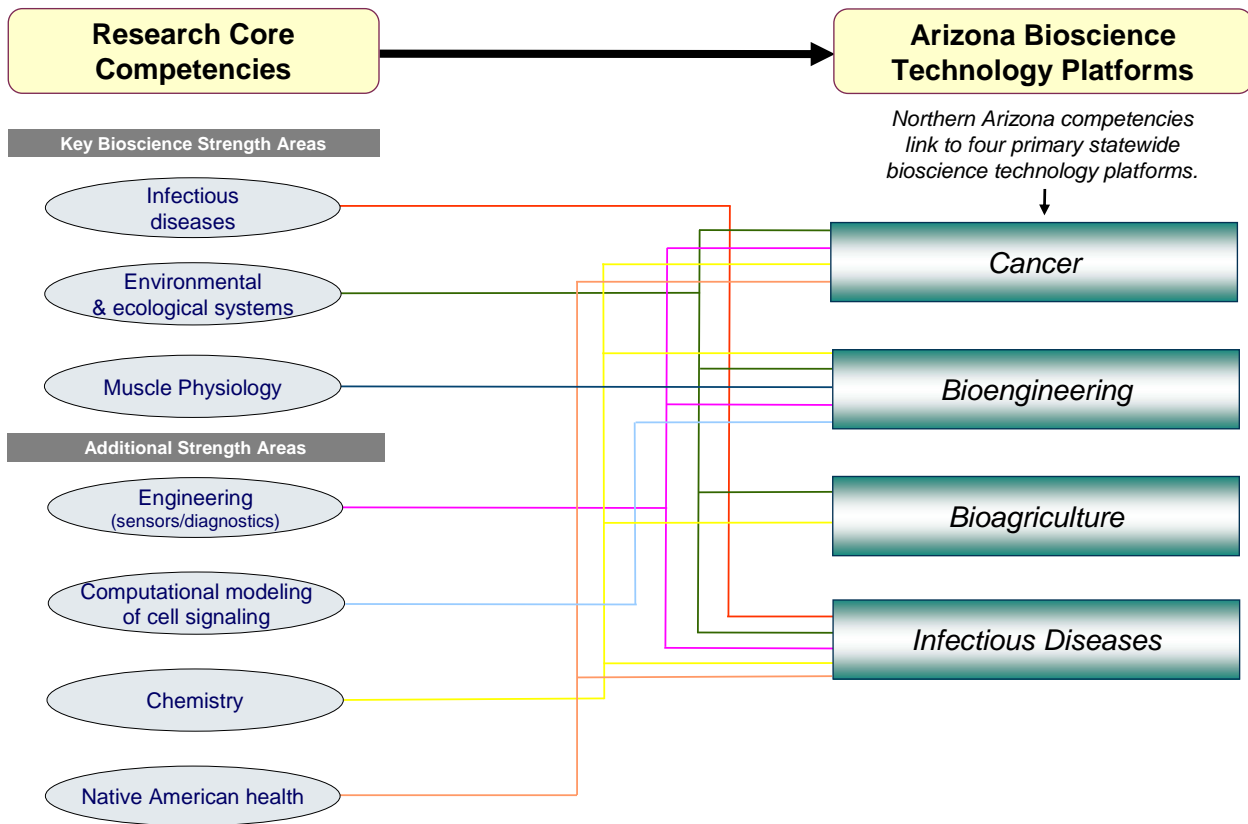 Research Core
Competencies
Arizona Bioscience
Technology Platforms
Northern Arizona competencies
link to four primary statewide
bioscience technology platforms.
Key Bioscience Strength Areas
Infectious
diseases
Environmental
& ecological systems
Muscle Physiology
Additional Strength Areas
Engineering
(sensors/diagnostics)
Computational modeling
of cell signaling
Chemistry
Native American health
Cancer
Bioengineering
Bioagriculture
Infectious Diseases